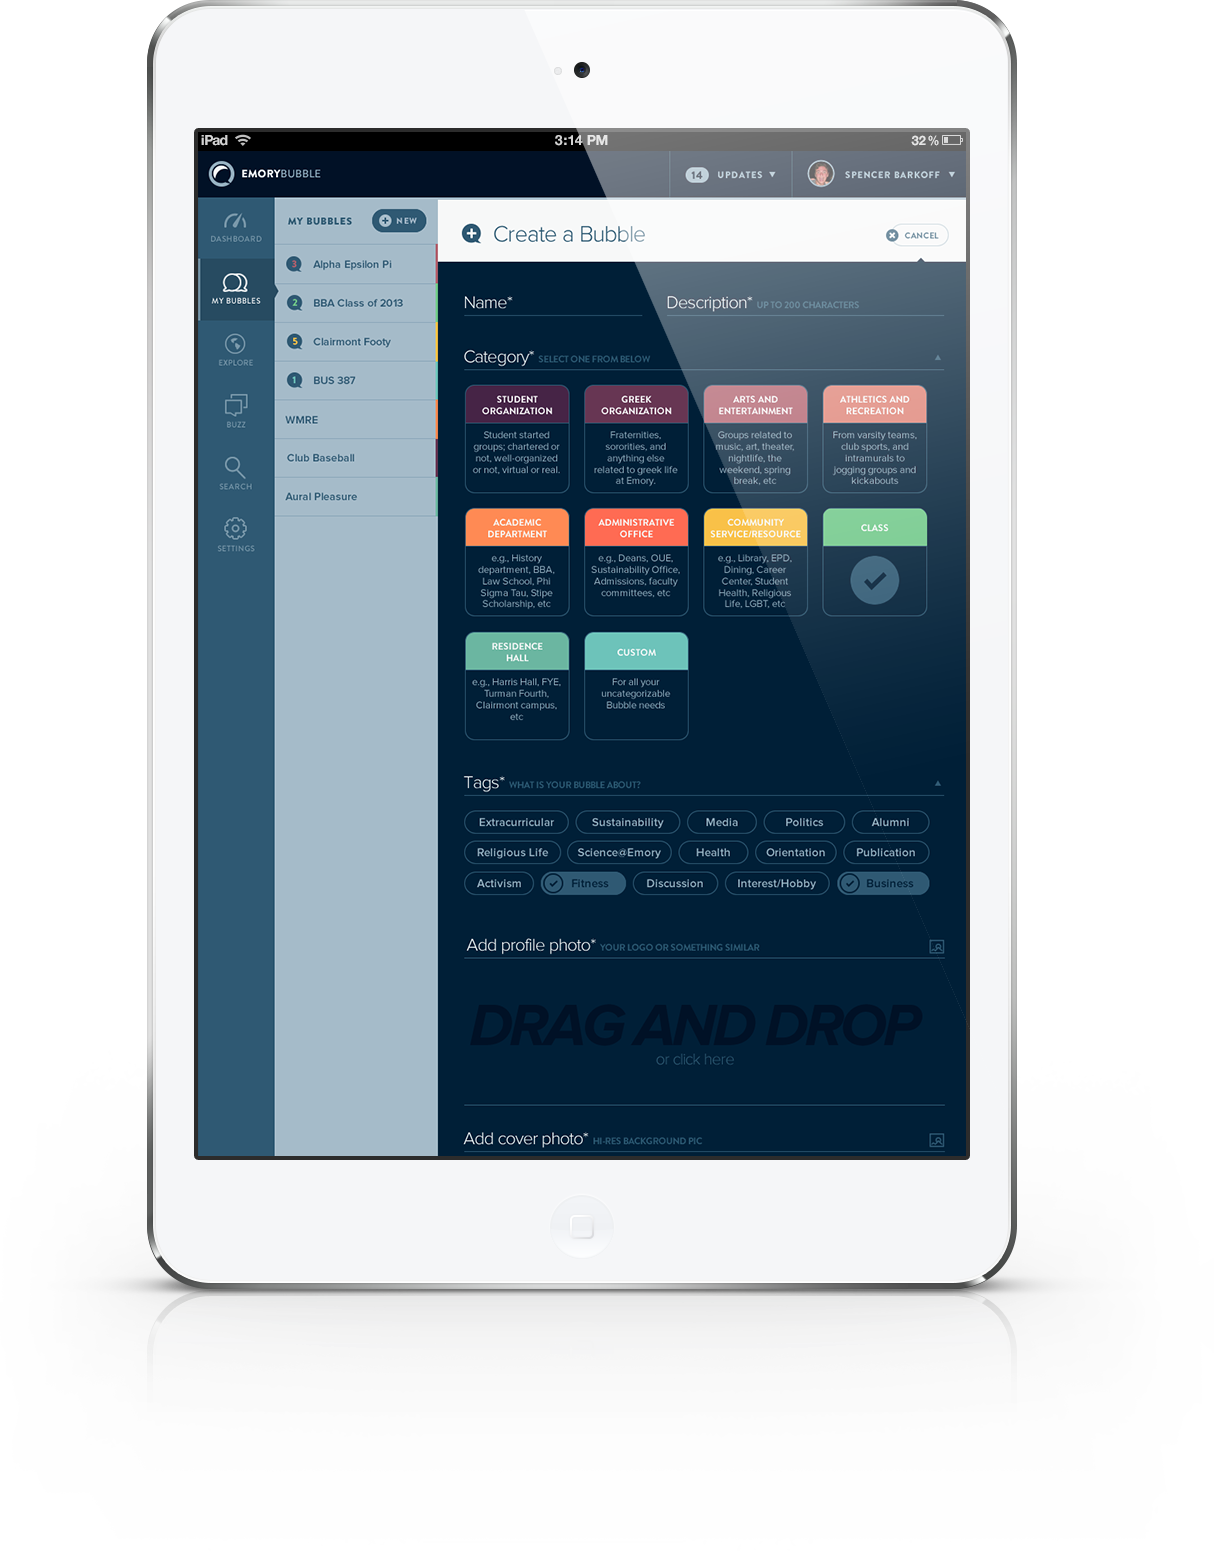 iPad
3:14 PM
32 %
EMORYBUBBLE
14 UPDATES
SPENCER BARKOFF
DASHBOARD
MY BUBBLES
EXPLORE
BUZZ
SEARCH
SETTINGS
MY BUBBLES
NEW
3 Alpha Epsilon Pi
2 BBA Class of 2013
5 Clairmont Footy
1 BUS 387
WMRE
Club Baseball
Aural Pleasure
Create a Bubble
CANCEL
Name*
Description* UP TO 200 CHARACTERS
Category* SELECT ONE FROM BELOW
STUDENT
ORGANIZATION
Student started
groups; chartered or
not, well-organized
or not, virtual or real.
GREEK
ORGANIZATION
Fraternities,
sororities, and
anything else
related to greek life
at Emory.
ARTS AND
ENTERTAINMENT
Groups related to
music, art, theater,
nightlife, the
weekend, spring
break, etc
ATHLETICS AND
RECREATION
From varsity teams,
club sports, and
intramurals to
jogging groups and
kickabouts
ACADEMIC
DEPARTMENT
e.g., History
department, BBA,
Law School, Phi
Sigma Tau, Stipe
Scholarship, etc
ADMINISTRATIVE
OFFICE
e.g., Deans, OUE,
Sustainability Office,
Admissions, faculty
committees, etc
COMMUNITY
SERVICE/RESOURCE
e.g., Library, EPD,
Dining, Career
Center, Student
Health, Religious
Life, LGBT, etc
CLASS
RESIDENCE
HALL
e.g., Harris Hall, FYE,
Turman Fourth,
Clairmont campus,
etc
CUSTOM
For all your
uncategorizable
Bubble needs
Tags* WHAT IS YOUR BUBBLE ABOUT?
Extracurricular Sustainability Media Politics Alumni
Religious Life Science@Emory Health Orientation Publication
Activism Fitness Discussion Interest/Hobby Business
Add profile photo* YOUR LOGO OR SOMETHING SIMILAR
DRAG AND DROP
or click here
Add cover photo* HI-RES BACKGROUND PIC